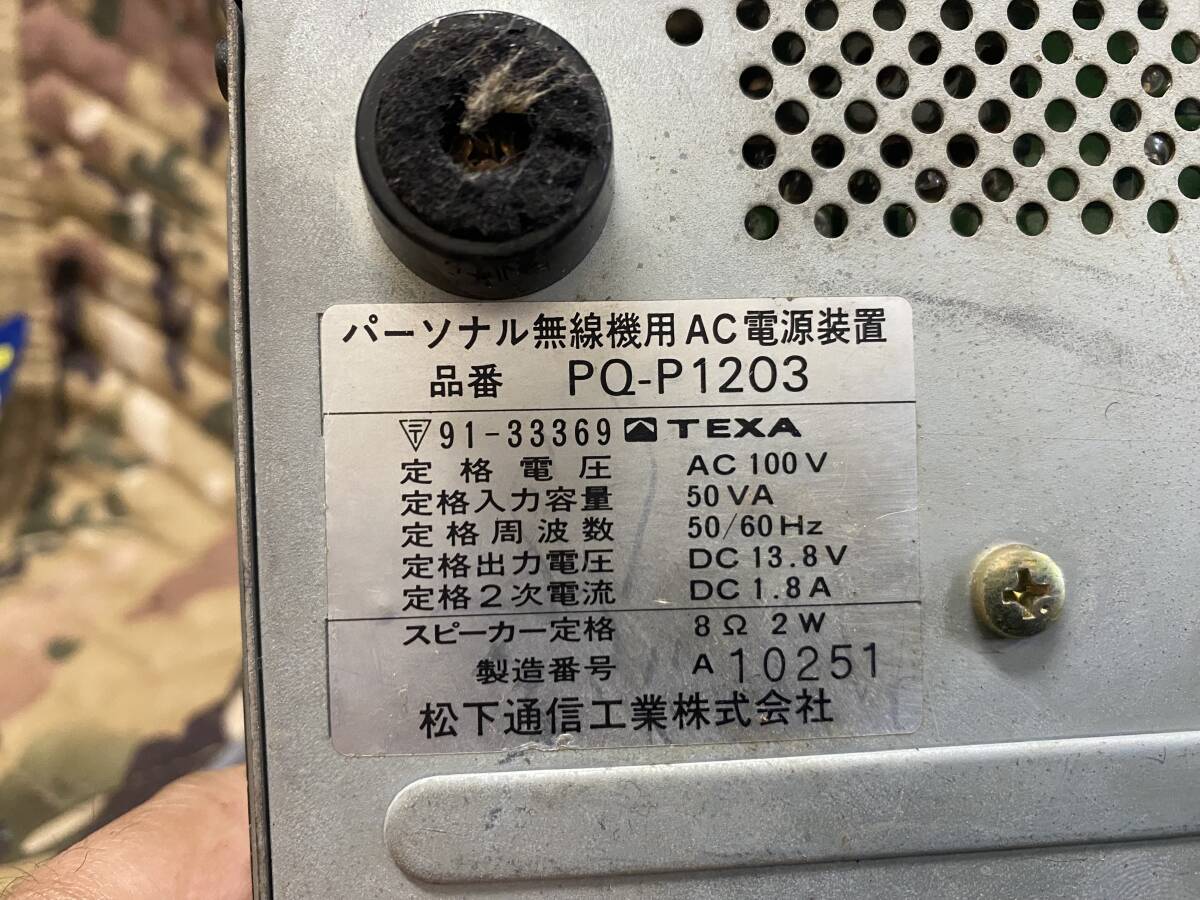 パーソナル無線機用AC電源装置
品番 PQ-P1203
〒91-33369 TEXA
定格電圧 AC 100V
定格入力容量 50VA
定格周波数 50/60Hz
定格出力電圧 DC 13.8V
定格2次電流 DC 1.8A
スピーカー定格 8Ω 2W
製造番号 A10251
松下通信工業株式会社